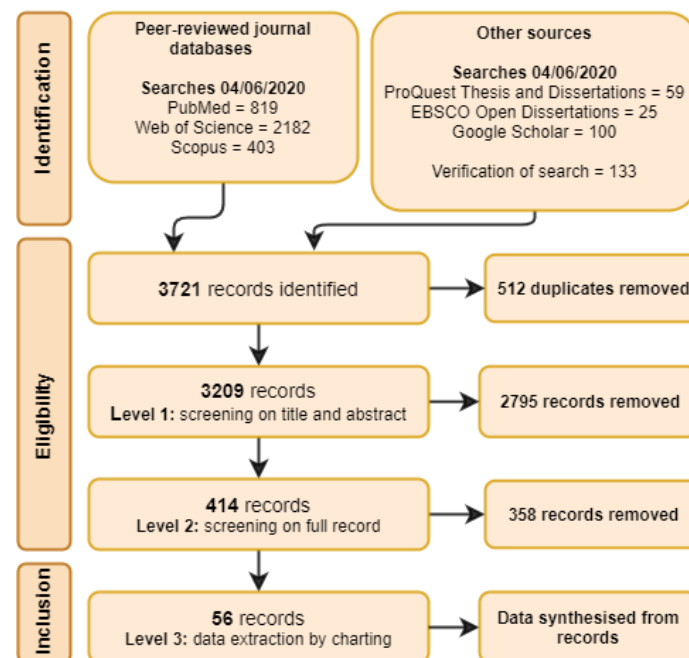 Identification
Peer-reviewed journal
databases
Searches 04/06/2020
PubMed = 819
Web of Science = 2182
Scopus = 403
Other sources
Searches 04/06/2020
ProQuest Thesis and Dissertations = 59
EBSCO Open Dissertations = 25
Google Scholar = 100
Verification of search = 133
Eligibility
3721 records identified
512 duplicates removed
3209 records
Level 1: screening on title and abstract
2795 records removed
414 records
Level 2: screening on full record
358 records removed
Inclusion
56 records
Level 3: data extraction by charting
Data synthesised from
records